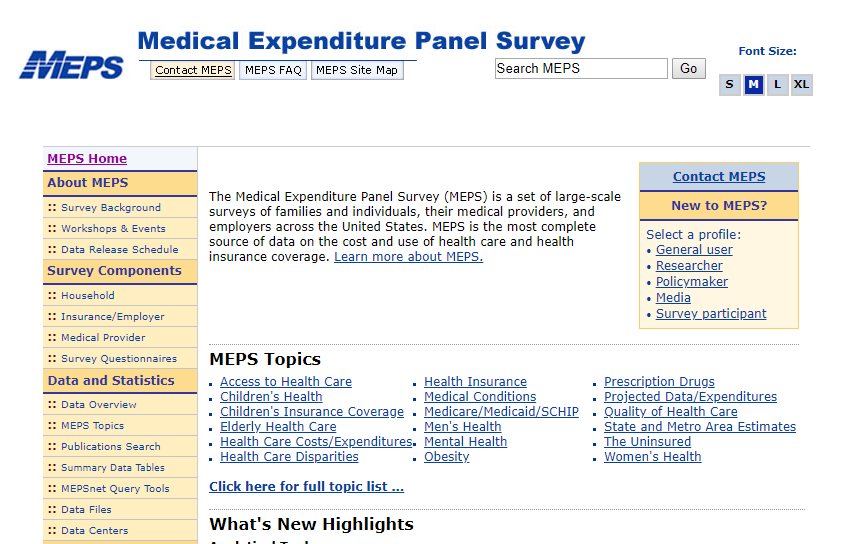 MEPS
Medical Expenditure Panel Survey
Contact MEPS MEPS FAQ MEPS Site Map
Search MEPS
Go
Font Size:
S M L XL
MEPS Home
About MEPS
:: Survey Background
:: Workshops & Events
:: Data Release Schedule
Survey Components
:: Household
:: Insurance/Employer
:: Medical Provider
:: Survey Questionnaires
Data and Statistics
:: Data Overview
:: MEPS Topics
:: Publications Search
:: Summary Data Tables
:: MEPSnet Query Tools
:: Data Files
:: Data Centers
The Medical Expenditure Panel Survey (MEPS) is a set of large-scale
surveys of families and individuals, their medical providers, and
employers across the United States. MEPS is the most complete
source of data on the cost and use of health care and health
insurance coverage. Learn more about MEPS.
Contact MEPS
New to MEPS?
Select a profile:
• General user
• Researcher
• Policymaker
• Media
• Survey participant
MEPS Topics
Access to Health Care
Children's Health
Children's Insurance Coverage
Elderly Health Care
Health Care Costs/Expenditures
Health Care Disparities
Health Insurance
Medical Conditions
Medicare/Medicaid/SCHIP
Men's Health
Mental Health
Obesity
Prescription Drugs
Projected Data/Expenditures
Quality of Health Care
State and Metro Area Estimates
The Uninsured
Women's Health
Click here for full topic list ...
What's New Highlights